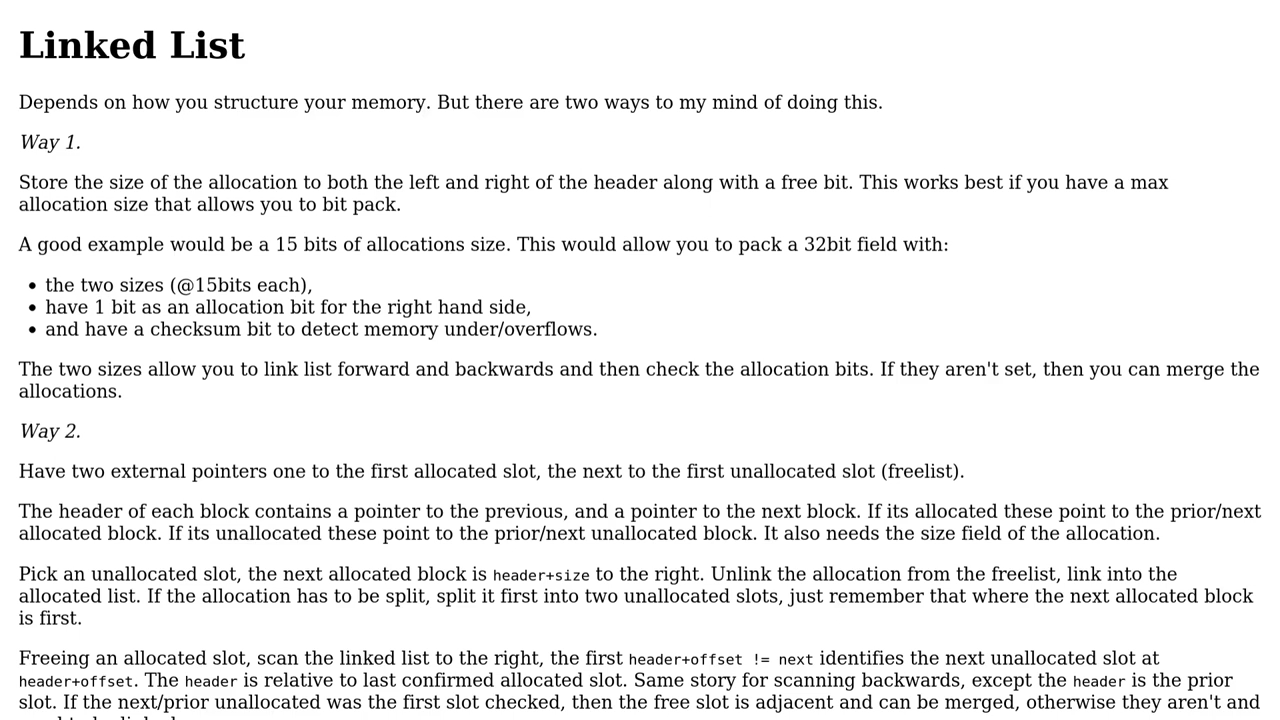 Linked List
Depends on how you structure your memory. But there are two ways to my mind of doing this.
Way 1.
Store the size of the allocation to both the left and right of the header along with a free bit. This works best if you have a max
allocation size that allows you to bit pack.
A good example would be a 15 bits of allocations size. This would allow you to pack a 32bit field with:
• the two sizes (@15bits each),
• have 1 bit as an allocation bit for the right hand side,
• and have a checksum bit to detect memory under/overflows.
The two sizes allow you to link list forward and backwards and then check the allocation bits. If they aren't set, then you can merge the
allocations.
Way 2.
Have two external pointers one to the first allocated slot, the next to the first unallocated slot (freelist).
The header of each block contains a pointer to the previous, and a pointer to the next block. If its allocated these point to the prior/next
allocated block. If its unallocated these point to the prior/next unallocated block. It also needs the size field of the allocation.
Pick an unallocated slot, the next allocated block is header+size to the right. Unlink the allocation from the freelist, link into the
allocated list. If the allocation has to be split, split it first into two unallocated slots, just remember that where the next allocated block
is first.
Freeing an allocated slot, scan the linked list to the right, the first header+offset != next identifies the next unallocated slot at
header+offset. The header is relative to last confirmed allocated slot. Same story for scanning backwards, except the header is the prior
slot. If the next/prior unallocated was the first slot checked, then the free slot is adjacent and can be merged, otherwise they aren't and